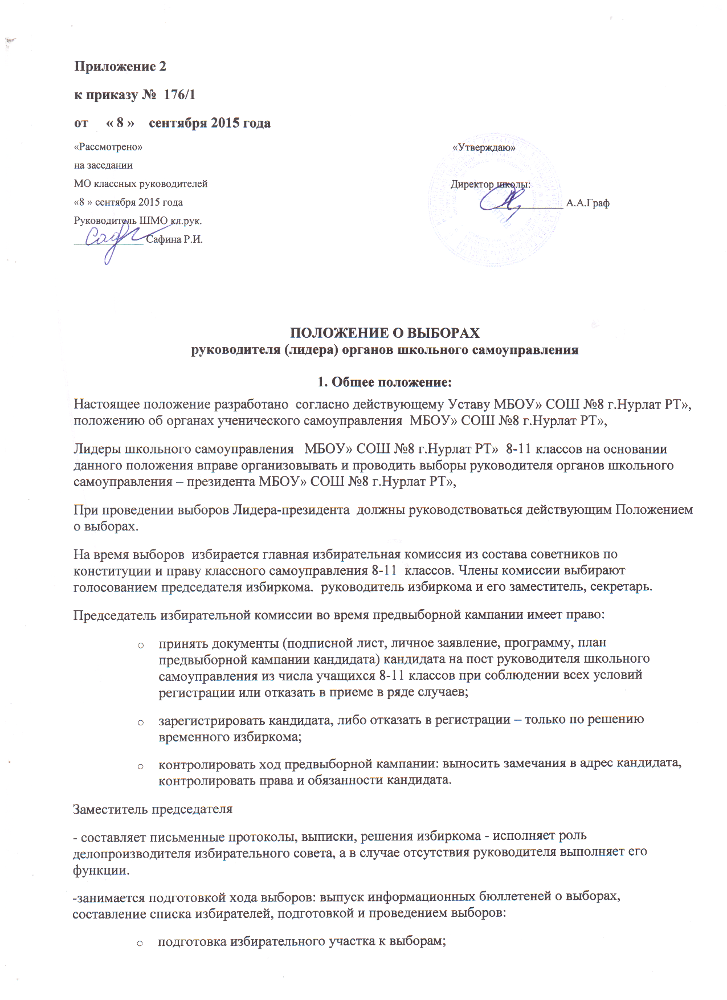 Приложение 2
к приказу №  176/1
от     « 8 »    сентября 2015 года
«Рассмотрено»    «Утверждаю»
на заседании
МО классных руководителей    Директор школы:
«8 » сентября 2015 года    ____________ А.А.Граф
Руководитель ШМО кл.рук.
____________ Сафина Р.И.
ПОЛОЖЕНИЕ О ВЫБОРАХ
руководителя (лидера) органов школьного самоуправления
1. Общее положение:
Настоящее положение разработано  согласно действующему Уставу МБОУ» СОШ №8 г.Нурлат РТ»,
положению об органах ученического самоуправления  МБОУ» СОШ №8 г.Нурлат РТ»,
Лидеры школьного самоуправления   МБОУ» СОШ №8 г.Нурлат РТ»  8-11 классов на основании
данного положения вправе организовывать и проводить выборы руководителя органов школьного
самоуправления – президента МБОУ» СОШ №8 г.Нурлат РТ»,
При проведении выборов Лидера-президента  должны руководствоваться действующим Положением
о выборах.
На время выборов  избирается главная избирательная комиссия из состава советников по
конституции и праву классного самоуправления 8-11  классов. Члены комиссии выбирают
голосованием председателя избиркома.  руководитель избиркома и его заместитель, секретарь.
Председатель избирательной комиссии во время предвыборной кампании имеет право:
o принять документы (подписной лист, личное заявление, программу, план
предвыборной кампании кандидата) кандидата на пост руководителя школьного
самоуправления из числа учащихся 8-11 классов при соблюдении всех условий
регистрации или отказать в приеме в ряде случаев;
o зарегистрировать кандидата, либо отказать в регистрации – только по решению
временного избиркома;
o контролировать ход предвыборной кампании: выносить замечания в адрес кандидата,
контролировать права и обязанности кандидата.
Заместитель председателя
- составляет письменные протоколы, выписки, решения избиркома - исполняет роль
делопроизводителя избирательного совета, а в случае отсутствия руководителя выполняет его
функции.
-занимается подготовкой хода выборов: выпуск информационных бюллетеней о выборах,
составление списка избирателей, подготовкой и проведением выборов:
o подготовка избирательного участка к выборам;